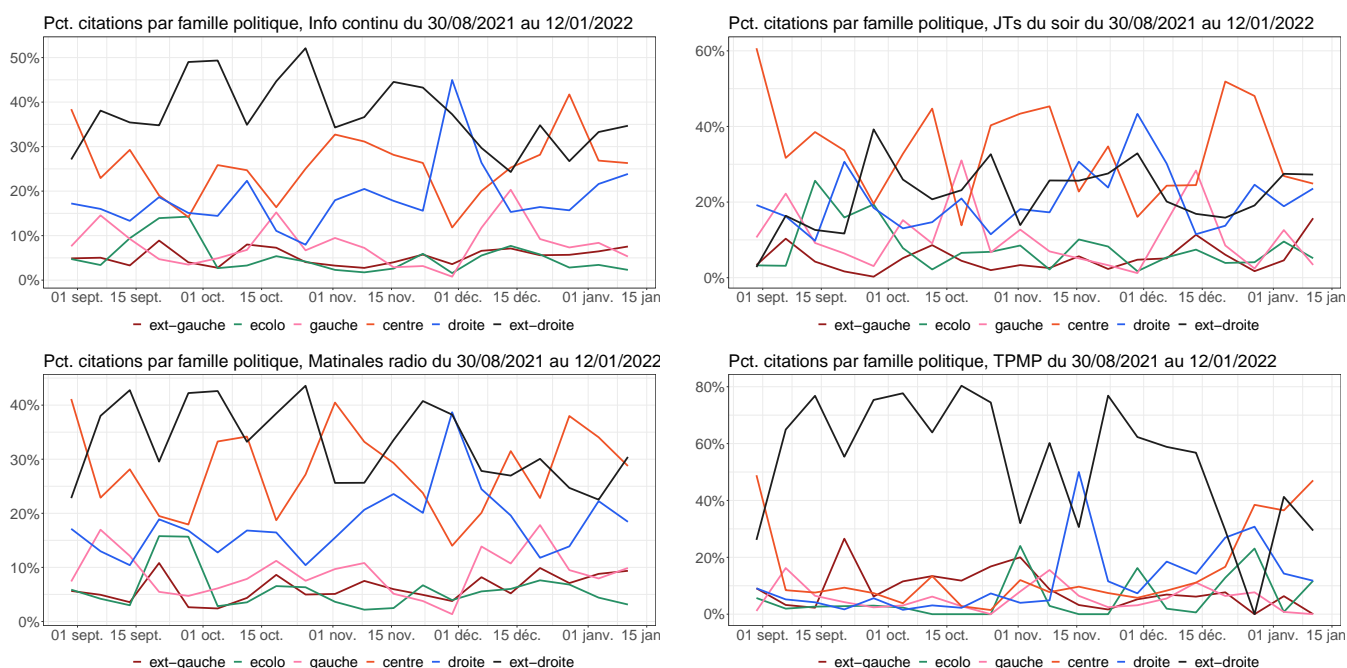 Pct. citations par famille politique, Info continu du 30/08/2021 au 12/01/2022
50%
40%
30%
20%
10%
0%
01 sept. 15 sept. 01 oct. 15 oct. 01 nov. 15 nov. 01 déc. 15 déc. 01 janv. 15 jan
ext−gauche ecolo gauche centre droite ext−droite
Pct. citations par famille politique, JTs du soir du 30/08/2021 au 12/01/2022
60%
40%
20%
0%
01 sept. 15 sept. 01 oct. 15 oct. 01 nov. 15 nov. 01 déc. 15 déc. 01 janv. 15 jan
ext−gauche ecolo gauche centre droite ext−droite
Pct. citations par famille politique, Matinales radio du 30/08/2021 au 12/01/2022
40%
30%
20%
10%
0%
01 sept. 15 sept. 01 oct. 15 oct. 01 nov. 15 nov. 01 déc. 15 déc. 01 janv. 15 jan
ext−gauche ecolo gauche centre droite ext−droite
Pct. citations par famille politique, TPMP du 30/08/2021 au 12/01/2022
80%
60%
40%
20%
0%
01 sept. 15 sept. 01 oct. 15 oct. 01 nov. 15 nov. 01 déc. 15 déc. 01 janv. 15 jan
ext−gauche ecolo gauche centre droite ext−droite